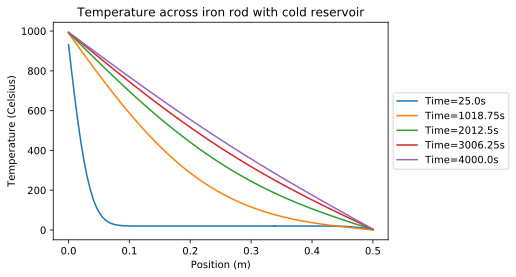 Temperature across iron rod with cold reservoir
1000
800
600
400
200
0
Temperature (Celsius)
0.0 0.1 0.2 0.3 0.4 0.5
Position (m)
Time=25.0s
Time=1018.75s
Time=2012.5s
Time=3006.25s
Time=4000.0s